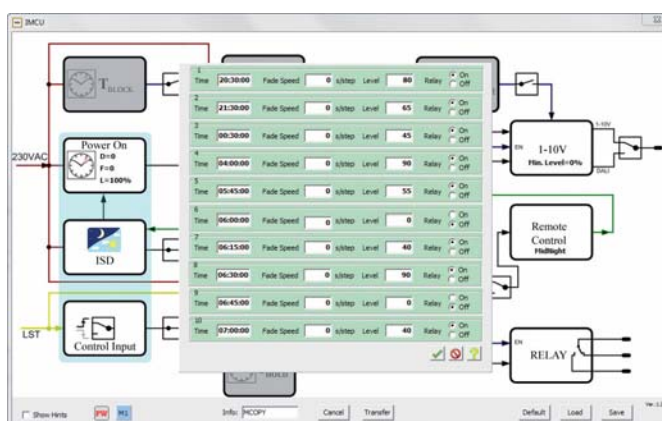 IMCU
T BLOCK
230VAC
Power On
D=0
F=0
L=100%
ISD
LST
Control Input
1
Time 20:30:00 Fade Speed 0 s/step Level 80 Relay On Off
2
Time 21:30:00 Fade Speed 0 s/step Level 65 Relay On Off
3
Time 00:30:00 Fade Speed 0 s/step Level 45 Relay On Off
4
Time 04:00:00 Fade Speed 0 s/step Level 90 Relay On Off
5
Time 05:45:00 Fade Speed 0 s/step Level 55 Relay On Off
6
Time 06:00:00 Fade Speed 0 s/step Level 0 Relay On Off
7
Time 06:15:00 Fade Speed 0 s/step Level 40 Relay On Off
8
Time 06:30:00 Fade Speed 0 s/step Level 90 Relay On Off
9
Time 06:45:00 Fade Speed 0 s/step Level 0 Relay On Off
10
Time 07:00:00 Fade Speed 0 s/step Level 40 Relay On Off
EN
1-10V
Min. Level=0%
1-10V
DALI
Remote
Control
MidNight
EN
RELAY
Show Hints PW M1 Info: MCOPY Cancel Transfer Default Load Save